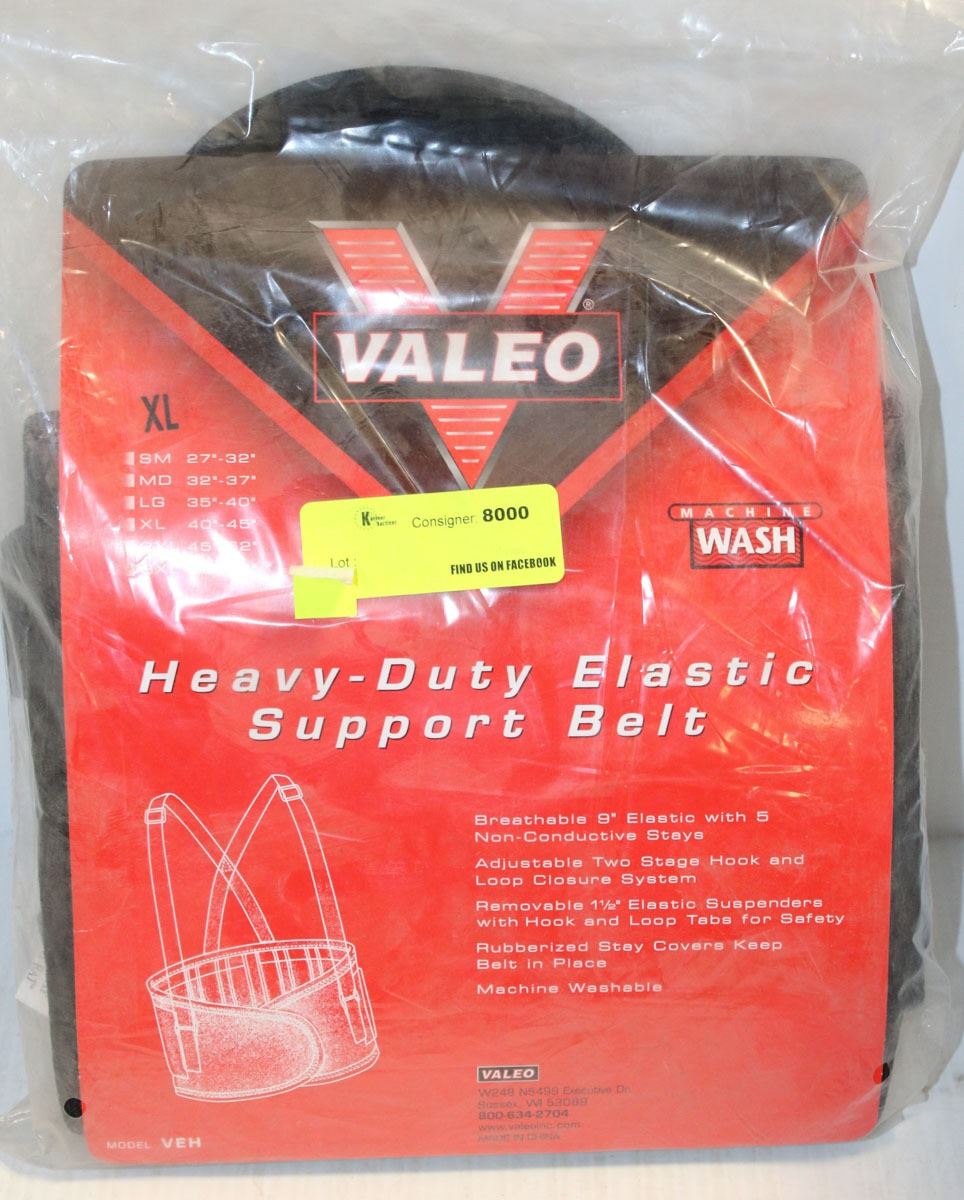 VALEO
®
XL
SM 27"-32"
MD 32"-37"
LG 35"-40"
XL 40"-45"
Consigner: 8000
Lot:
FIND US ON FACEBOOK
MACHINE
WASH
Heavy-Duty Elastic
Support Belt
Breathable 9" Elastic with 5
Non-Conductive Stays
Adjustable Two Stage Hook and
Loop Closure System
Removable 1½" Elastic Suspenders
with Hook and Loop Tabs for Safety
Rubberized Stay Covers Keep
Belt in Place
Machine Washable
VALEO
W248 N5499 Executive Dr.
Sussex, WI 53089
800-634-2704
www.valeoinc.com
MADE IN CHINA
MODEL VEH